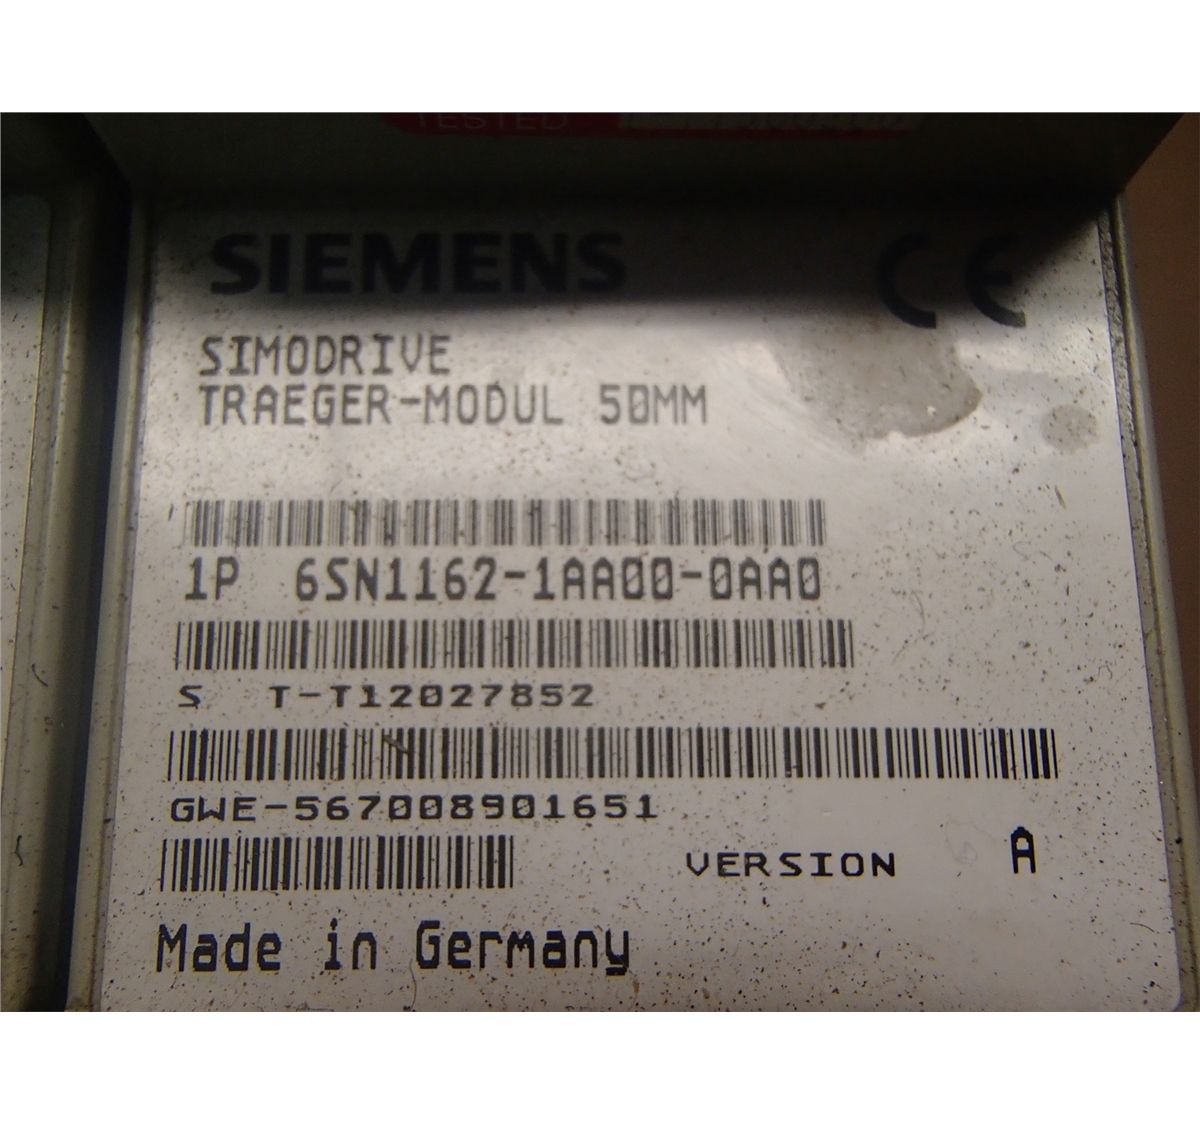 TESTED
SIEMENS CE
SIMODRIVE
TRAEGER-MODUL 50MM
1P 6SN1162-1AA00-0AA0
S T-T12027852
GWE-567008901651
VERSION A
Made in Germany